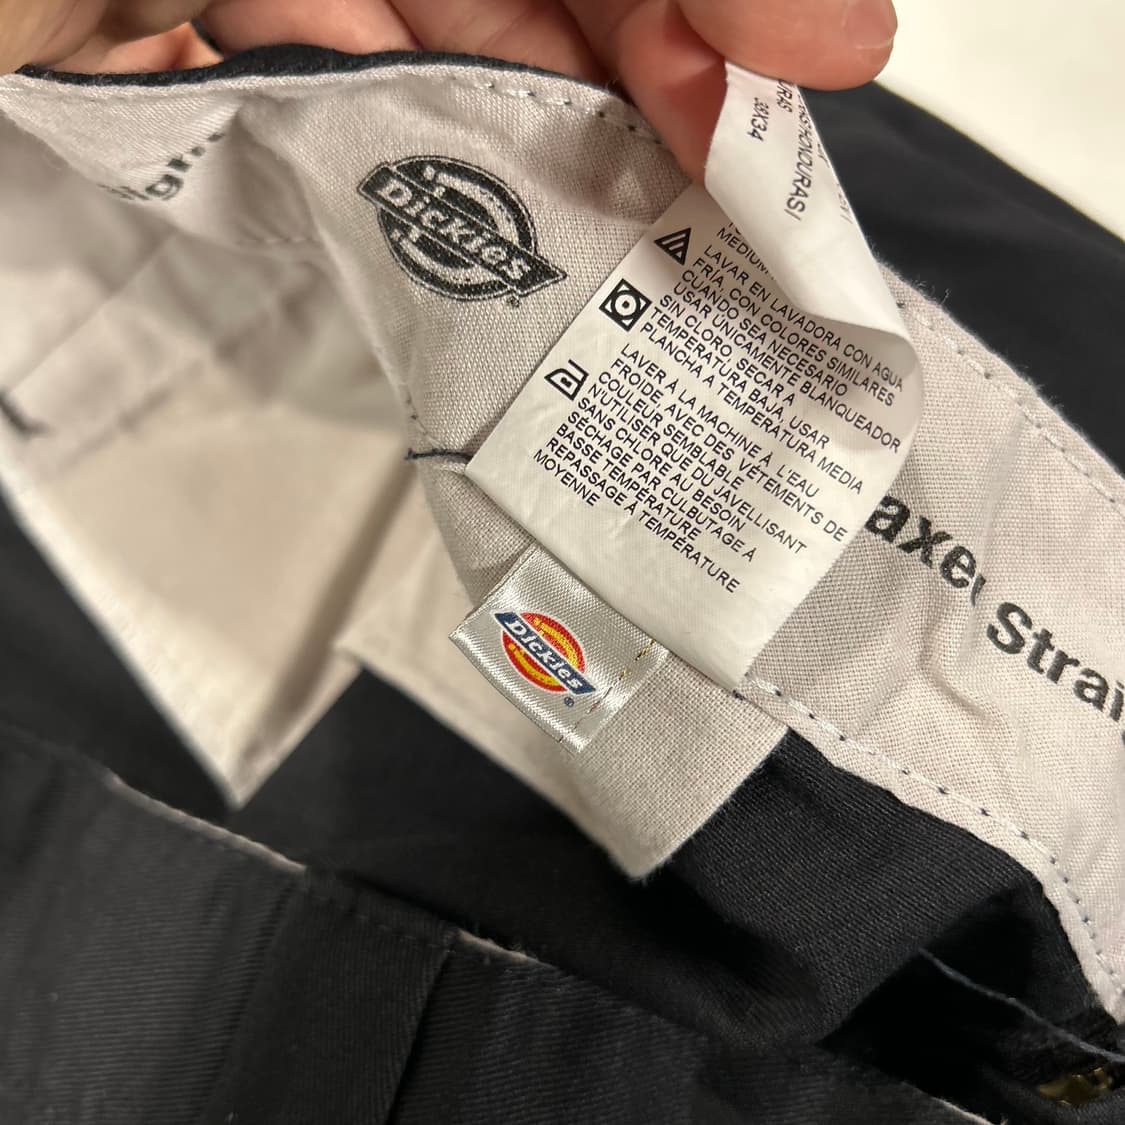 Dickies
38X34
HONDURAS)
LAVAR EN LAVADORA CON AGUA
FRÍA, CON COLORES SIMILARES
CUANDO SEA NECESARIO
USAR ÚNICAMENTE BLANQUEADOR
SIN CLORO, SECAR A
TEMPERATURA BAJA, USAR
PLANCHA A TEMPERATURA MEDIA
LAVER À LA MACHINE À L'EAU
FROIDE AVEC DES VÊTEMENTS DE
COULEUR SEMBLABLE
N'UTILISER QUE DU JAVELLISANT
SANS CHLORE AU BESOIN
SÉCHAGE PAR CULBUTAGE À
BASSE TEMPÉRATURE
REPASSAGE À TEMPÉRATURE
MOYENNE
Dickies